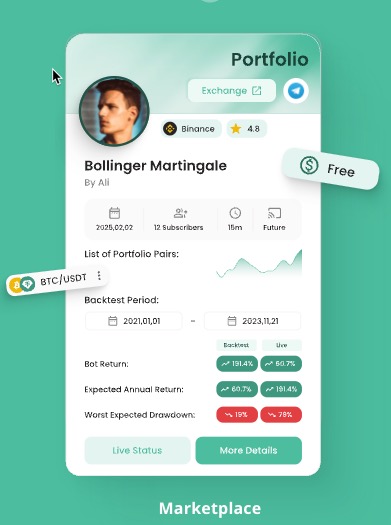 Portfolio
Exchange
Binance
4.8
Bollinger Martingale
By Ali
Free
2025,02,02
12 Subscribers
15m
Future
List of Portfolio Pairs:
BTC/USDT
Backtest Period:
2021,01,01
-
2023,11,21
Backtest
Live
Bot Return:
191.4%
60.7%
Expected Annual Return:
60.7%
191.4%
Worst Expected Drawdown:
19%
79%
Live Status
More Details
Marketplace